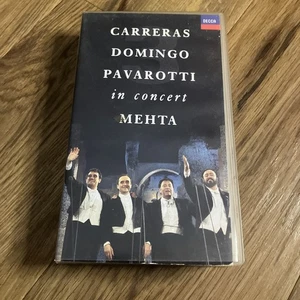 DECCA
CARRERAS
DOMINGO
PAVAROTTI
in concert
MEHTA